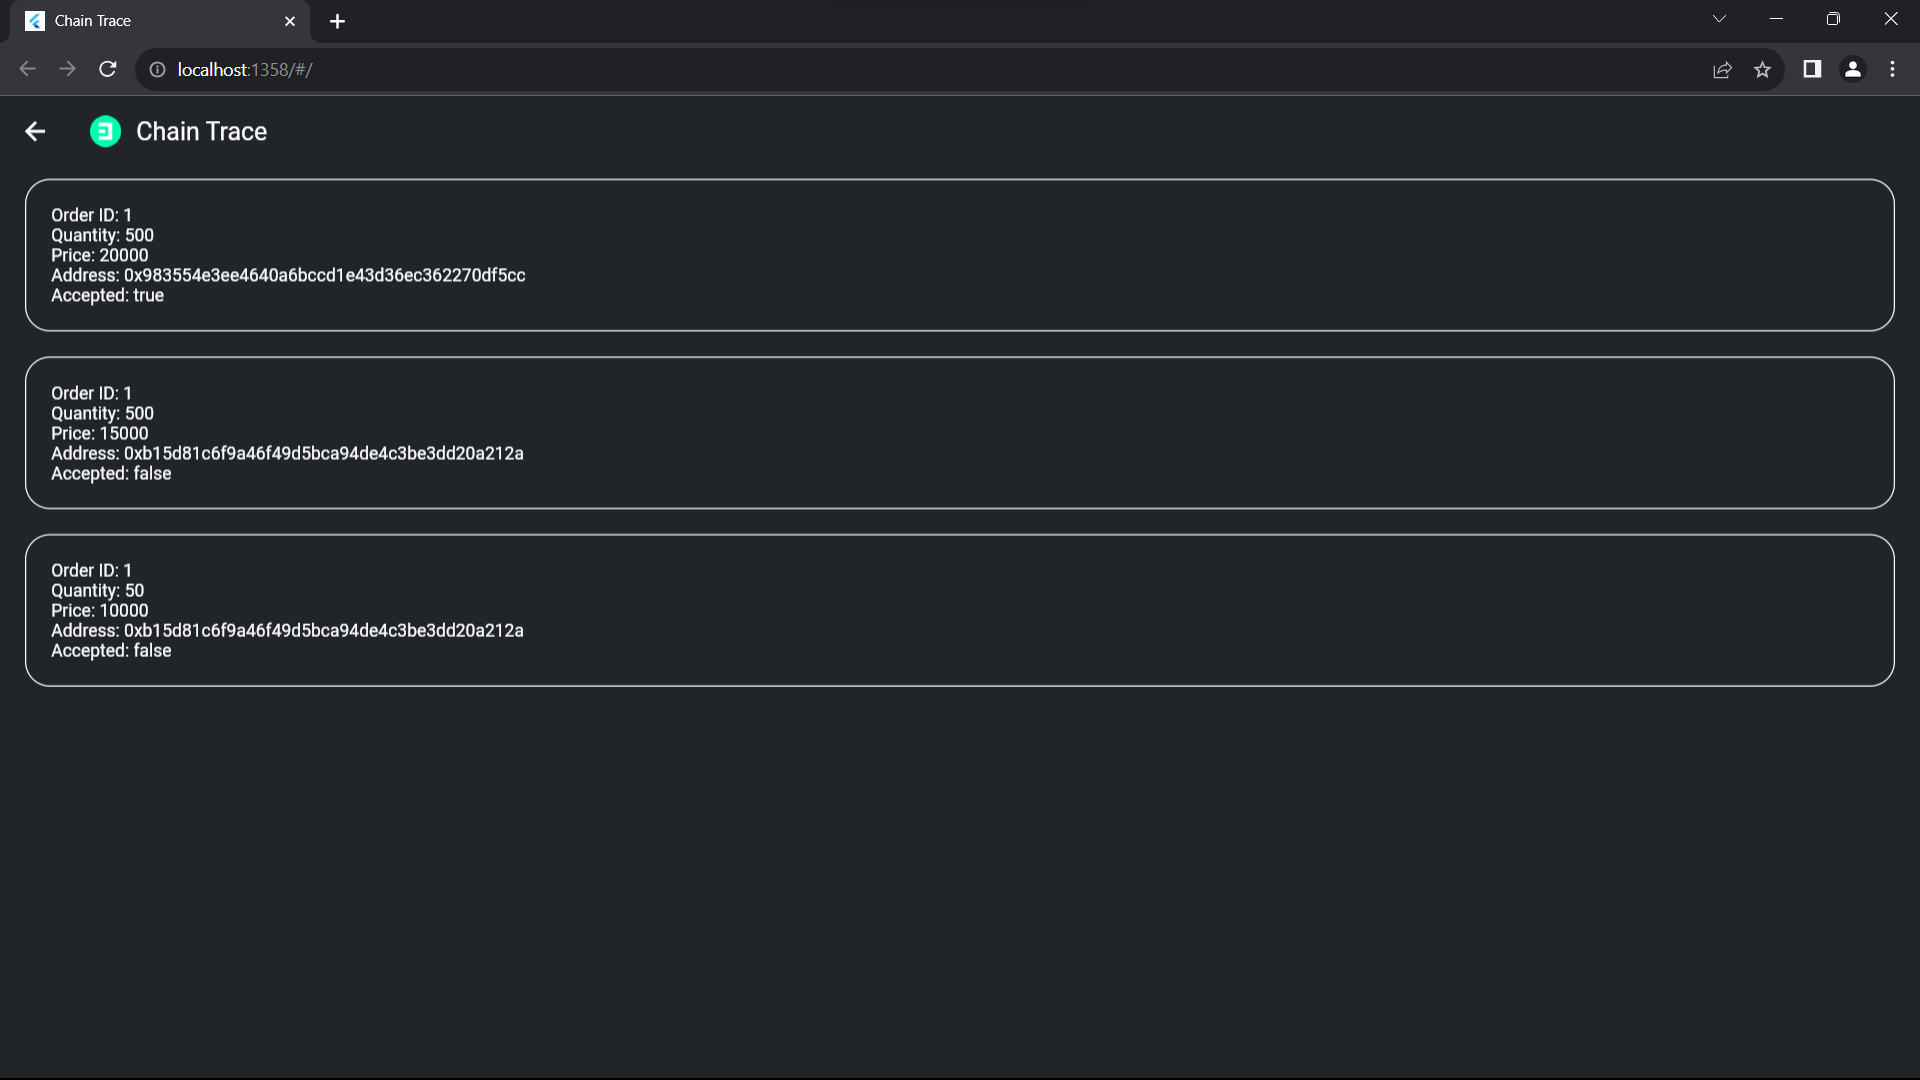 Chain Trace
localhost:1358/#/
Chain Trace
Order ID: 1
Quantity: 500
Price: 20000
Address: 0x983554e3ee4640a6bccd1e43d36ec362270df5cc
Accepted: true
Order ID: 1
Quantity: 500
Price: 15000
Address: 0xb15d81c6f9a46f49d5bca94de4c3be3dd20a212a
Accepted: false
Order ID: 1
Quantity: 50
Price: 10000
Address: 0xb15d81c6f9a46f49d5bca94de4c3be3dd20a212a
Accepted: false